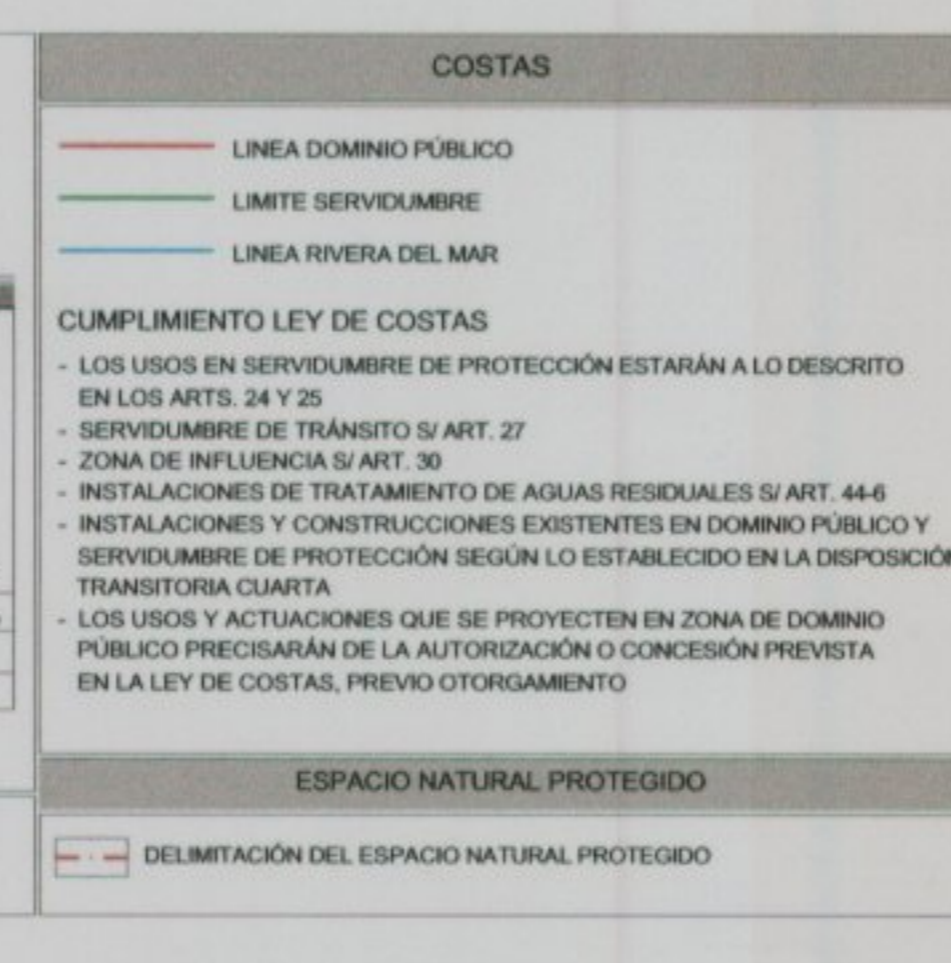 COSTAS
LINEA DOMINIO PÚBLICO
LIMITE SERVIDUMBRE
LINEA RIVERA DEL MAR
CUMPLIMIENTO LEY DE COSTAS
- LOS USOS EN SERVIDUMBRE DE PROTECCIÓN ESTARÁN A LO DESCRITO
EN LOS ARTS. 24 Y 25
- SERVIDUMBRE DE TRÁNSITO S/ ART. 27
- ZONA DE INFLUENCIA S/ ART. 30
- INSTALACIONES DE TRATAMIENTO DE AGUAS RESIDUALES S/ ART. 44-6
- INSTALACIONES Y CONSTRUCCIONES EXISTENTES EN DOMINIO PÚBLICO Y
SERVIDUMBRE DE PROTECCIÓN SEGÚN LO ESTABLECIDO EN LA DISPOSICIÓN
TRANSITORIA CUARTA
- LOS USOS Y ACTUACIONES QUE SE PROYECTEN EN ZONA DE DOMINIO
PÚBLICO PRECISARÁN DE LA AUTORIZACIÓN O CONCESIÓN PREVISTA
EN LA LEY DE COSTAS, PREVIO OTORGAMIENTO
ESPACIO NATURAL PROTEGIDO
DELIMITACIÓN DEL ESPACIO NATURAL PROTEGIDO